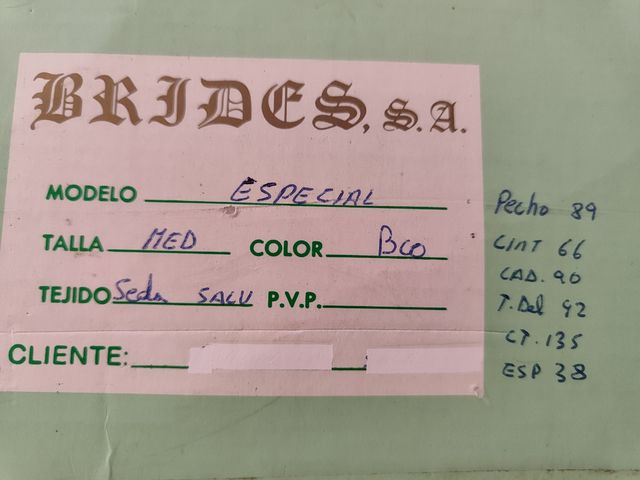 BRIDES, S.A.
MODELO ESPECIAL
TALLA MED COLOR Bco
TEJIDO Seda P.V.P.
CLIENTE:
Pecho 89
CINT 66
CAD. 90
T. Del 92
CT. 135
ESP 38